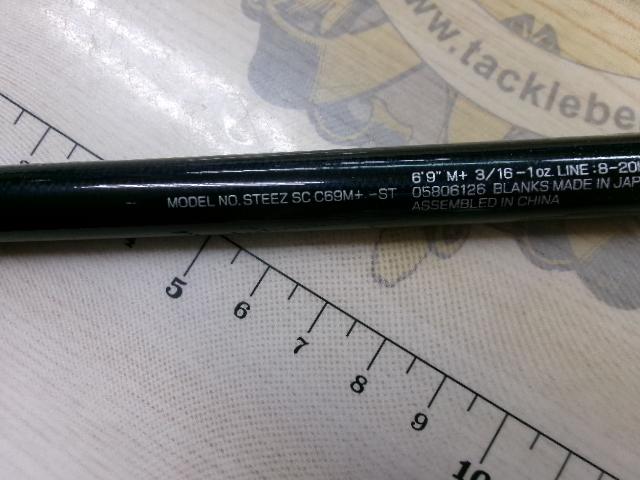 www.tacklebe
MODEL NO. STEEZ SC C69M+.-ST
6'9" M+ 3/16-1oz. LINE:8-20
05806126 BLANKS MADE IN JAP
ASSEMBLED IN CHINA
5
6
7
8
9
10